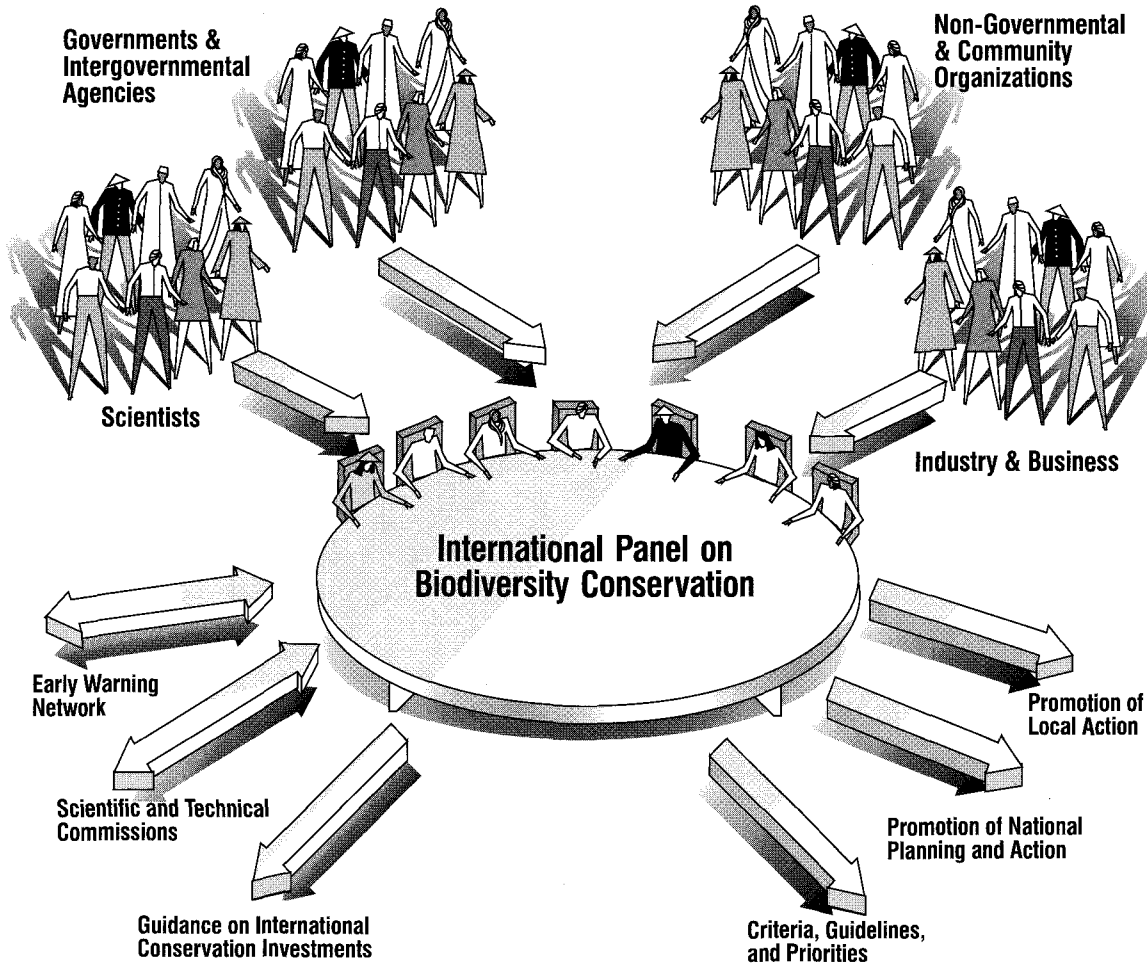 Governments &
Intergovernmental
Agencies
Non-Governmental
& Community
Organizations
Scientists
Industry & Business
International Panel on
Biodiversity Conservation
Early Warning
Network
Scientific and Technical
Commissions
Guidance on International
Conservation Investments
Promotion of
Local Action
Promotion of National
Planning and Action
Criteria, Guidelines,
and Priorities